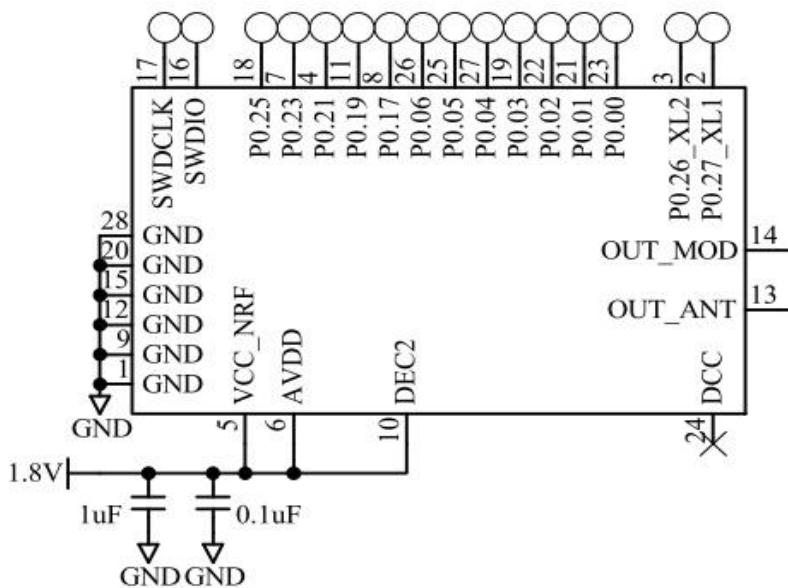 17 16 18 7 4 11 8 26 25 27 19 22 21 23 3 2
SWDCLK SWDIO P0.25 P0.23 P0.21 P0.19 P0.17 P0.06 P0.05 P0.04 P0.03 P0.02 P0.01 P0.00 P0.26_XL2 P0.27_XL1
28 GND
20 GND
15 GND
12 GND
9 GND
1 GND
GND
OUT_MOD 14
OUT_ANT 13
VCC_NRF AVDD DEC2 DCC
5 6 10 24
1.8V
1uF 0.1uF
GND GND